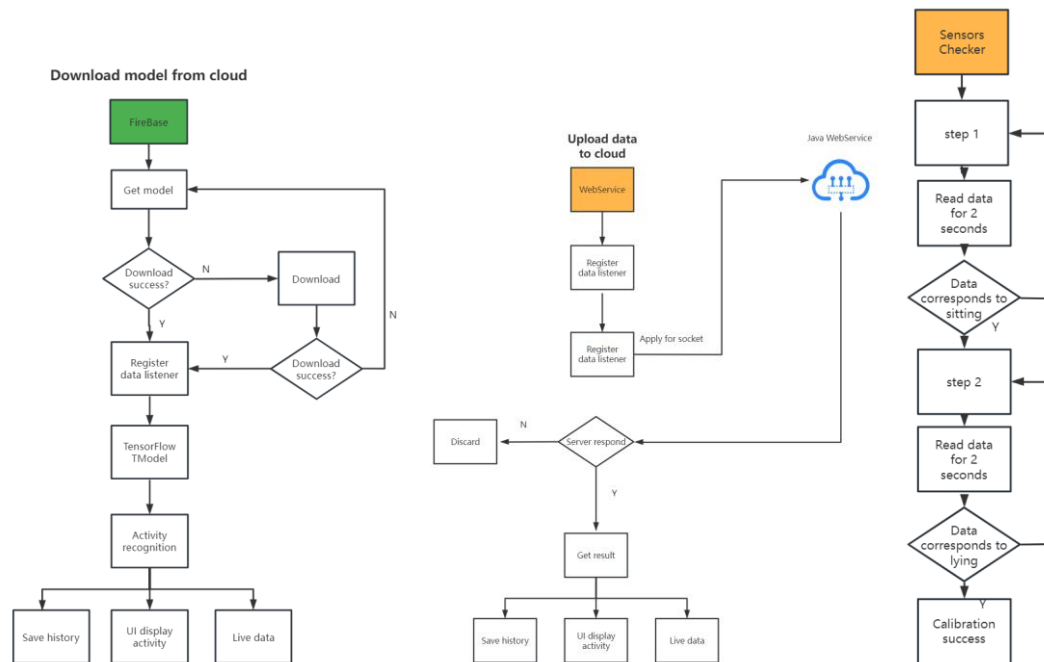 Download model from cloud
FireBase
Get model
Download
success?
N
Download
Y
N
Register
data listener
Y
Download
success?
TensorFlow
TModel
Activity
recognition
Save history
UI display
activity
Live data
Upload data
to cloud
WebService
Java WebService
Register
data listener
Register
data listener
Apply for socket
Discard
N
Server respond
Y
Get result
Save history
UI display
activity
Live data
Sensors
Checker
step 1
Read data
for 2
seconds
Data
corresponds to
sitting
Y
step 2
Read data
for 2
seconds
Data
corresponds to
lying
Y
Calibration
success